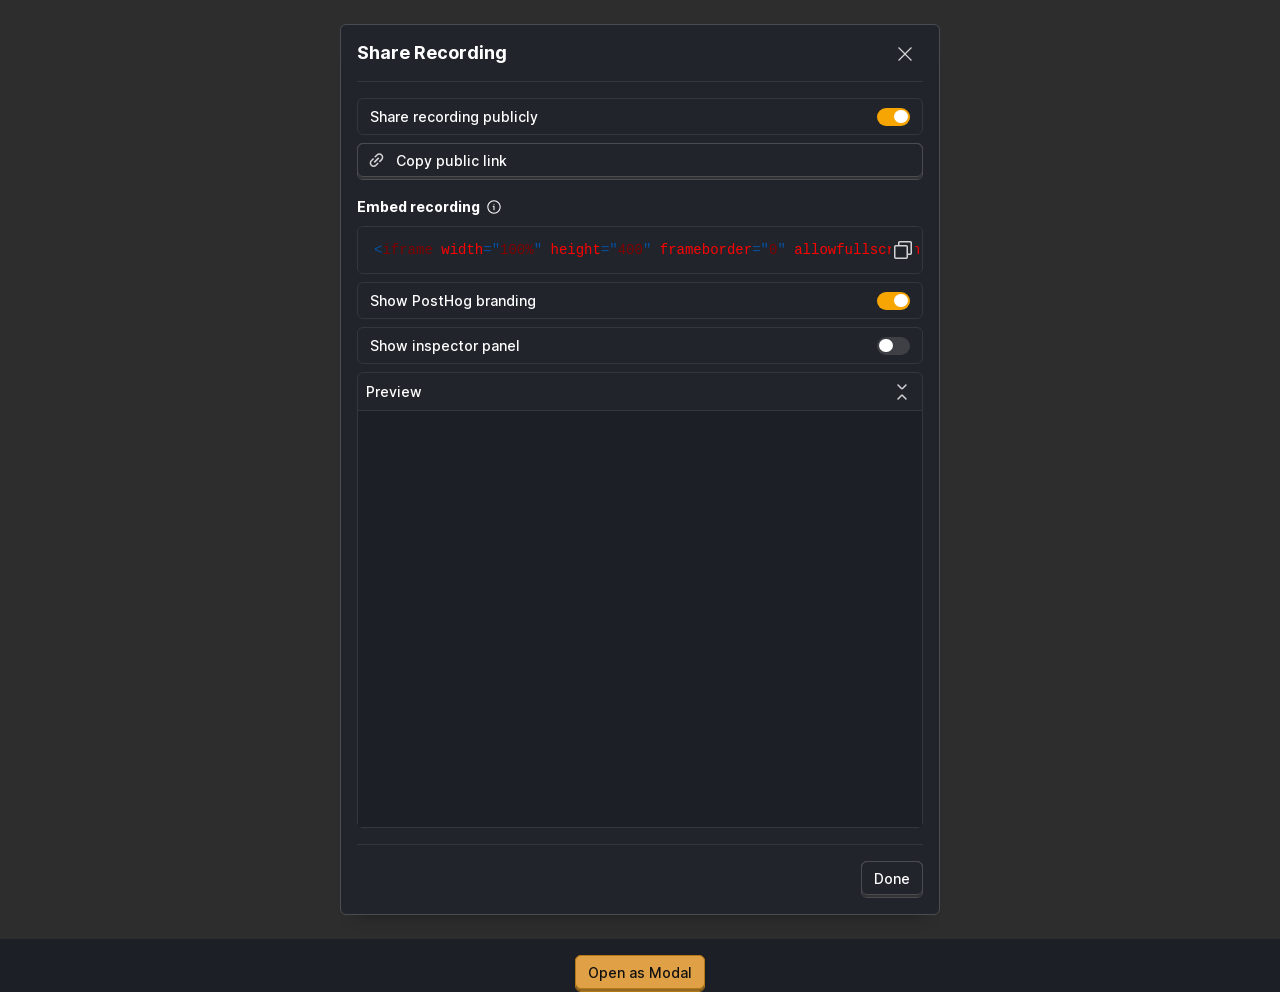 Share Recording
Share recording publicly
Copy public link
Embed recording
<iframe width="100%" height="450" frameborder="0" allowfullscreen
Show PostHog branding
Show inspector panel
Preview
Done
Open as Modal